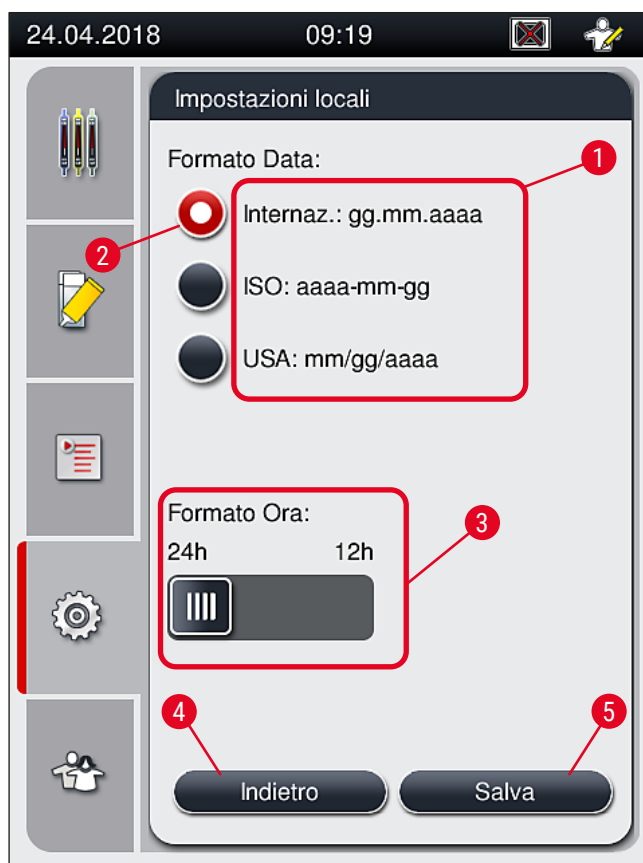 24.04.2018 09:19
Impostazioni locali
Formato Data:
1
Internaz.: gg.mm.aaaa
2
ISO: aaaa-mm-gg
USA: mm/gg/aaaa
Formato Ora:
3
24h 12h
4 5
Indietro Salva